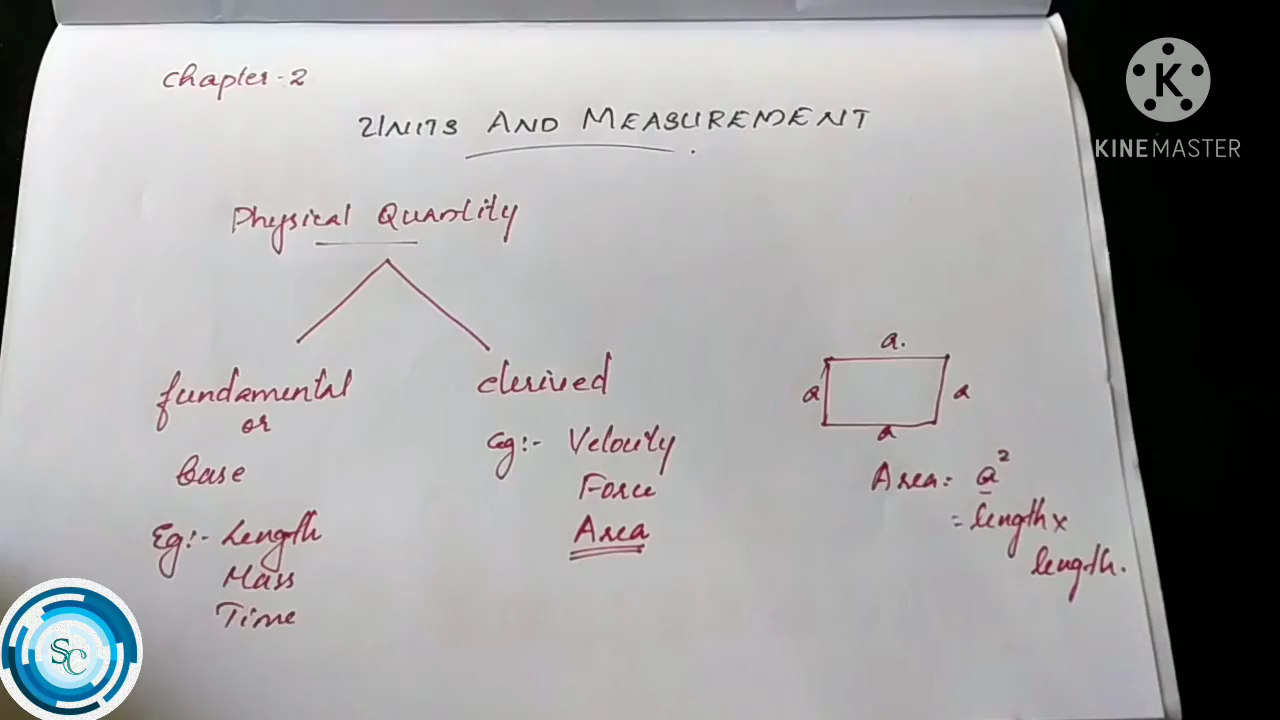 Chapter-2
UNITS AND MEASUREMENT
Physical Quantity
fundamental
or
base
Eg:- Length
Mass
Time
derived
eg:- Velocity
Force
Area
a.
a
a
a
Area = a²
= length x
length.
K
KINEMASTER
SC